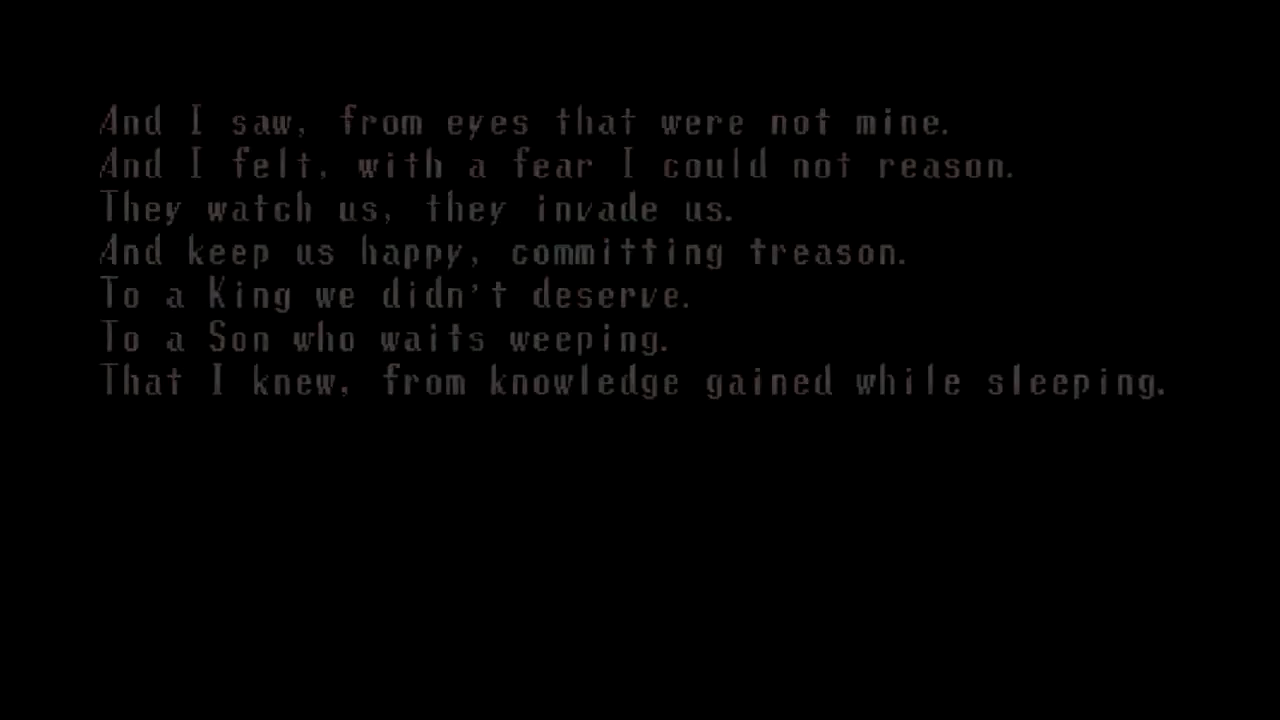 And I saw, from eyes that were not mine.
And I felt, with a fear I could not reason.
They watch us, they invade us.
And keep us happy, committing treason.
To a King we didn't deserve.
To a Son who waits weeping.
That I knew, from knowledge gained while sleeping.